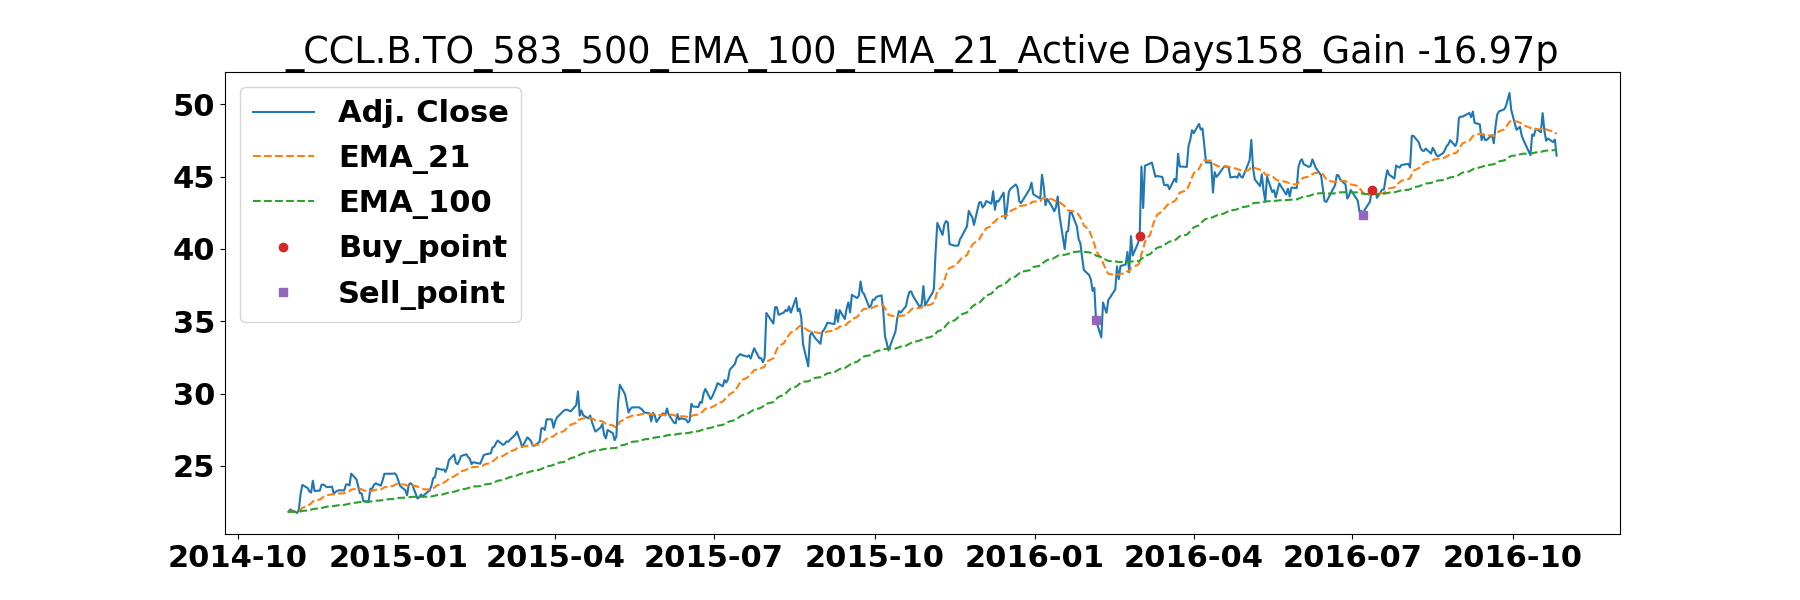 _CCL.B.TO_583_500_EMA_100_EMA_21_Active Days158_Gain -16.97p
Adj. Close
EMA_21
EMA_100
Buy_point
Sell_point
50
45
40
35
30
25
2014-10 2015-01 2015-04 2015-07 2015-10 2016-01 2016-04 2016-07 2016-10